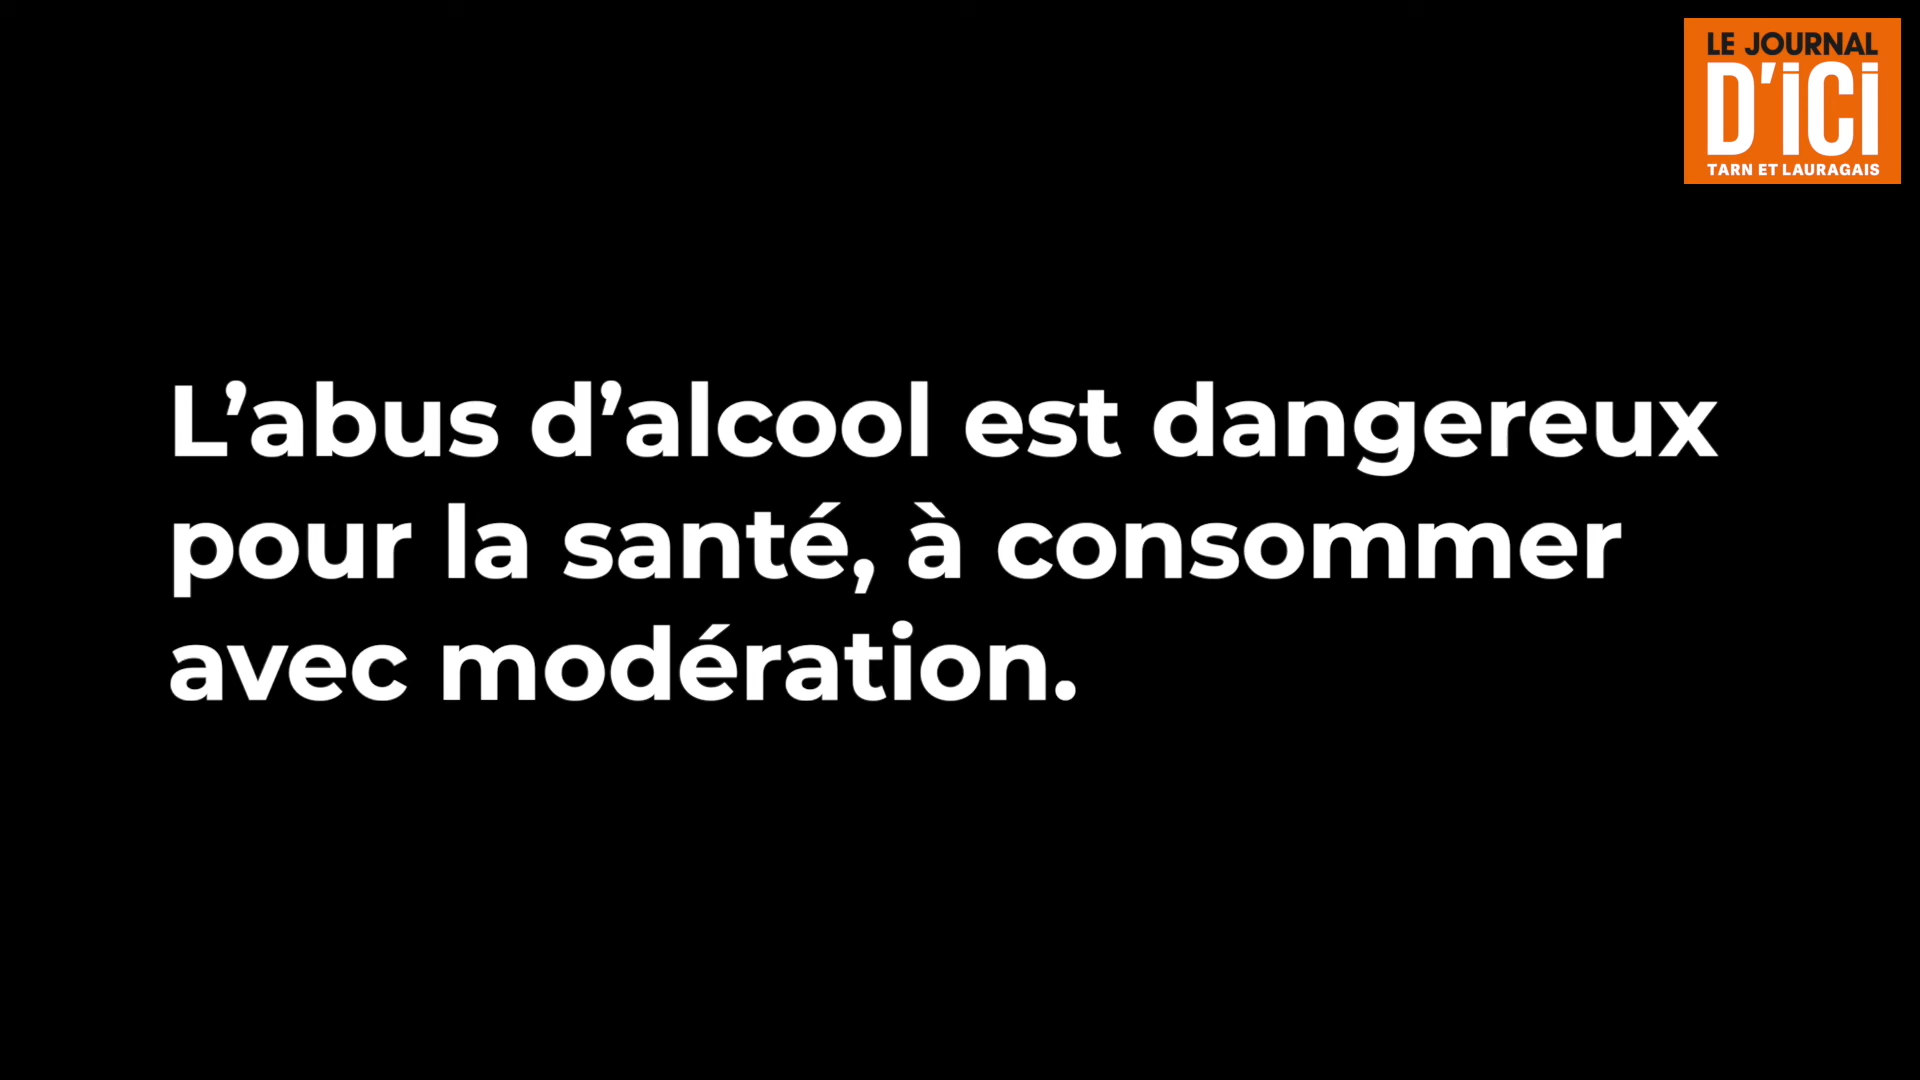 LE JOURNAL
D'iCi
TARN ET LAURAGAIS
L’abus d’alcool est dangereux
pour la santé, à consommer
avec modération.